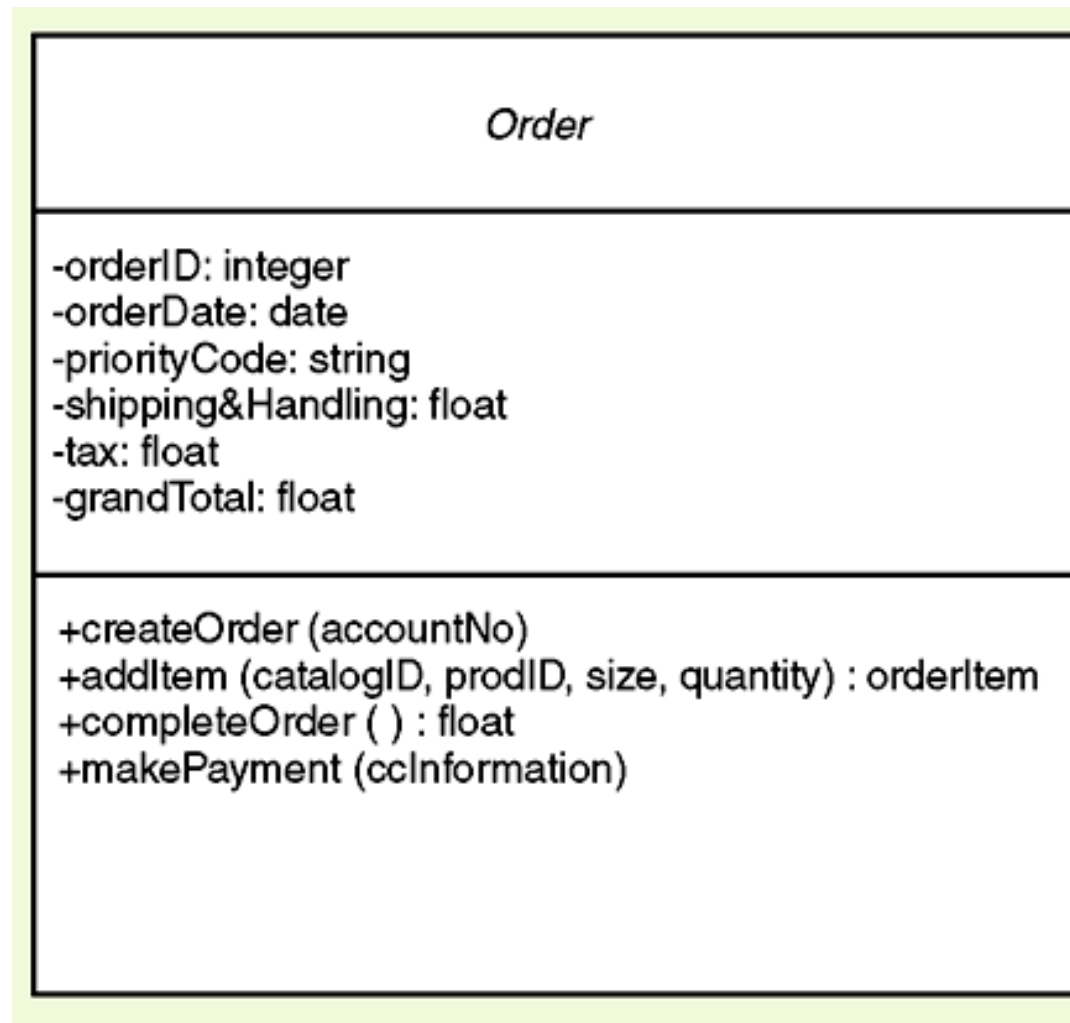 Order
-orderID: integer
-orderDate: date
-priorityCode: string
-shipping&Handling: float
-tax: float
-grandTotal: float
+createOrder (accountNo)
+addItem (catalogID, prodID, size, quantity) : orderItem
+completeOrder ( ) : float
+makePayment (ccInformation)